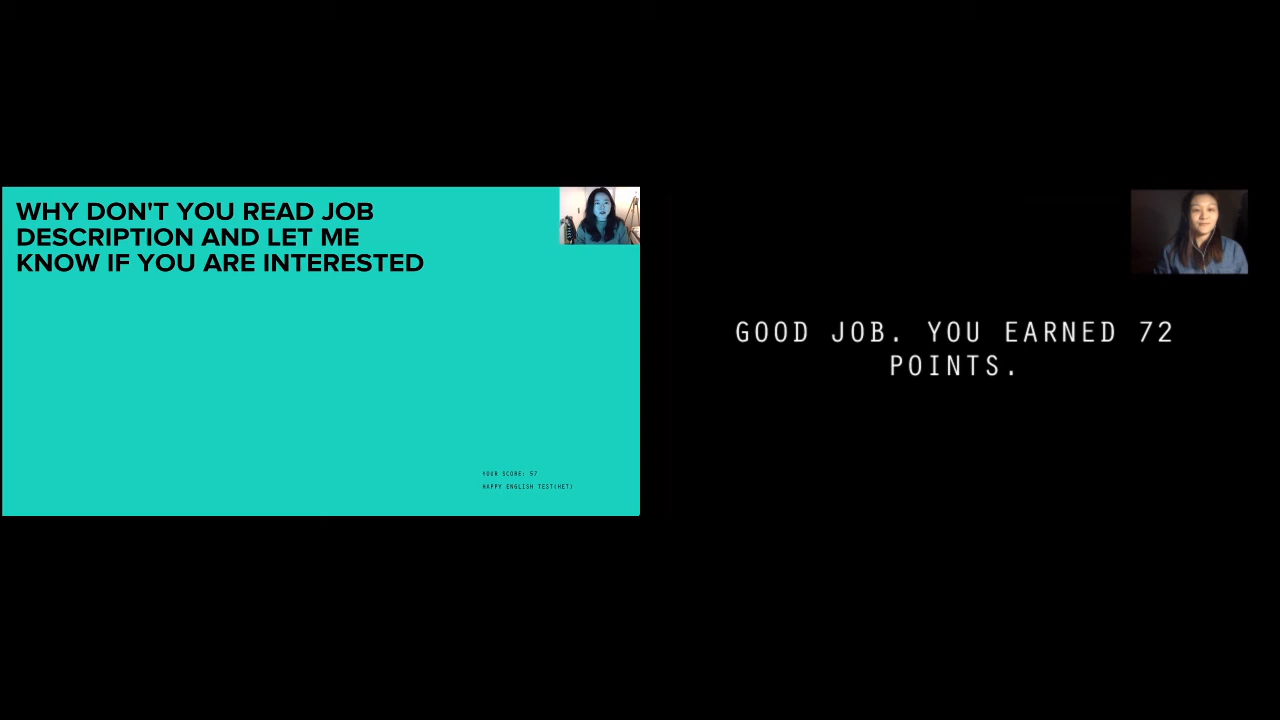 WHY DON'T YOU READ JOB
DESCRIPTION AND LET ME
KNOW IF YOU ARE INTERESTED
YOUR SCORE: 57
HAPPY ENGLISH TEST(HET)
GOOD JOB. YOU EARNED 72
POINTS.